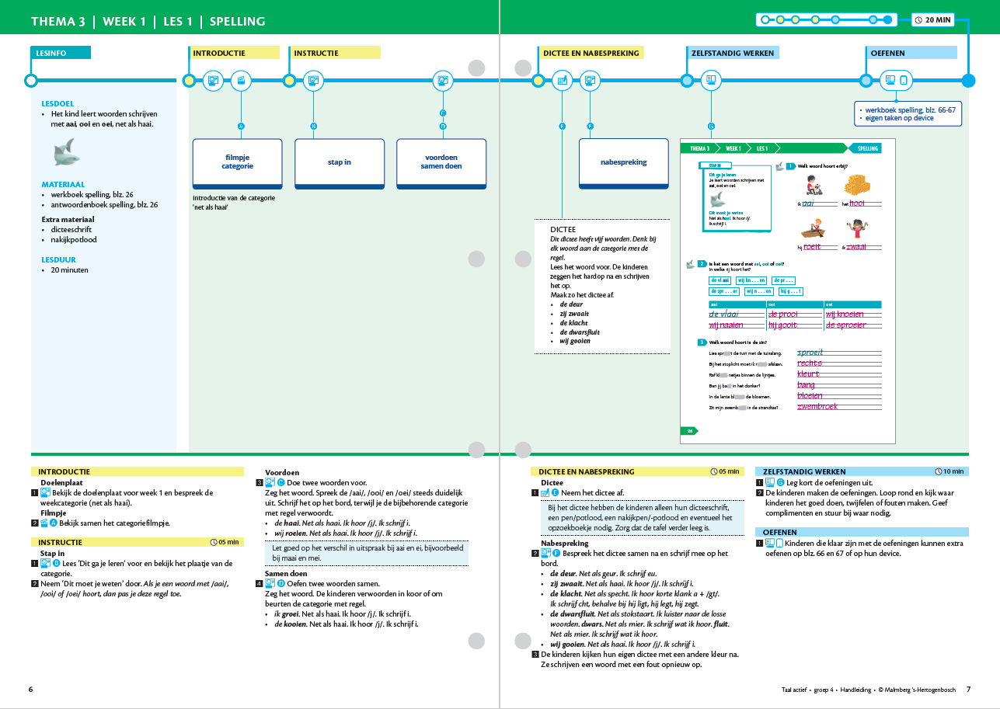 THEMA 3 | WEEK 1 | LES 1 | SPELLING
20 MIN
LESINFO
INTRODUCTIE
INSTRUCTIE
DICTEE EN NABESPREKING
ZELFSTANDIG WERKEN
OEFENEN
LESDOEL
• Het kind leert woorden schrijven
met aai, ooi en oei, net als haai.
MATERIAAL
• werkboek spelling, blz. 26
• antwoordenboek spelling, blz. 26
Extra materiaal
• dicteeschrift
• nakijkpotlood
LESDUUR
• 20 minuten
A
filmpje
categorie
introductie van de categorie
'net als haai'
B
stap in
C
D
voordoen
samen doen
E
F
nabespreking
DICTEE
Dit dictee heeft vijf woorden. Denk bij
elk woord aan de categorie met de
regel.
Lees het woord voor. De kinderen
zeggen het hardop na en schrijven
het op.
Maak zo het dictee af.
• de deur
• zij zwaait
• de klacht
• de dwarsfluit
• wij gooien
G
• werkboek spelling, blz. 66-67
• eigen taken op device
THEMA 3 WEEK 1 LES 1 SPELLING
STAP IN
Dit ga je leren
Je leert woorden schrijven met
aai, ooi en oei.
Dit moet je weten
Net als haai. Ik hoor /j/.
Ik schrijf i.
1 Welk woord hoort erbij?
ik aai
het hooi
hij roeit
ik zwaai
2 Is het een woord met aai, ooi of oei?
In welke rij hoort het?
de vl aai wij kn . . . en de pr . . .
de spr . . . er wij n . . . en hij g . . . t
aai ooi oei
de vlaai de prooi wij knoeien
wij naaien hij gooit de sproeier
3 Welk woord hoort in de zin?
Lies spr t de tuin met de tuinslang. sproeit
Bij het stoplicht moet ik r afslaan. rechts
Raf kl netjes binnen de lijntjes. kleurt
Ben jij ba in het donker? bang
In de lente bl de bloemen. bloeien
Zit mijn zwemb in de strandtas? zwembroek
26
INTRODUCTIE
Doelenplaat
1 Bekijk de doelenplaat voor week 1 en bespreek de
weekcategorie (net als haai).
Filmpje
2 A Bekijk samen het categoriefilmpje.
INSTRUCTIE 05 min
Stap in
1 D Lees 'Dit ga je leren' voor en bekijk het plaatje van de
categorie.
2 Neem 'Dit moet je weten' door. Als je een woord met /aai/,
/ooi/ of /oei/ hoort, dan pas je deze regel toe.
Voordoen
3 C Doe twee woorden voor.
Zeg het woord. Spreek de /aai/, /ooi/ en /oei/ steeds duidelijk
uit. Schrijf het op het bord, terwijl je de bijbehorende categorie
met regel verwoordt.
• de haai. Net als haai. Ik hoor /j/. Ik schrijf i.
• wij roeien. Net als haai. Ik hoor /j/. Ik schrijf i.
Let goed op het verschil in uitspraak bij aai en ei, bijvoorbeeld
bij maai en mei.
Samen doen
4 D Oefen twee woorden samen.
Zeg het woord. De kinderen verwoorden in koor of om
beurten de categorie met regel.
• ik groei. Net als haai. Ik hoor /j/. Ik schrijf i.
• de kooien. Net als haai. Ik hoor /j/. Ik schrijf i.
DICTEE EN NABESPREKING 05 min
Dictee
1 E Neem het dictee af.
Bij het dictee hebben de kinderen alleen hun dicteeschrift,
een pen/potlood, een nakijkpen/-potlood en eventueel het
opzoekboekje nodig. Zorg dat de tafel verder leeg is.
Nabespreking
2 F Bespreek het dictee samen na en schrijf mee op het
bord.
• de deur. Net als geur. Ik schrijf eu.
• zij zwaait. Net als haai. Ik hoor /j/. Ik schrijf i.
• de klacht. Net als specht. Ik hoor korte klank a + /gt/.
Ik schrijf cht, behalve bij hij ligt, hij legt, hij zegt.
• de dwarsfluit. Net als stokstaart. Ik luister naar de losse
woorden. dwars. Net als mier. Ik schrijf wat ik hoor. fluit.
Net als mier. Ik schrijf wat ik hoor.
• wij gooien. Net als haai. Ik hoor /j/. Ik schrijf i.
3 De kinderen kijken hun eigen dictee met een andere kleur na.
Ze schrijven een woord met een fout opnieuw op.
ZELFSTANDIG WERKEN 10 min
1 G Leg kort de oefeningen uit.
2 De kinderen maken de oefeningen. Loop rond en kijk waar
kinderen het goed doen, twijfelen of fouten maken. Geef
complimenten en stuur bij waar nodig.
OEFENEN
1 Kinderen die klaar zijn met de oefeningen kunnen extra
oefenen op blz. 66 en 67 of op hun device.
6
Taal actief • groep 4 • Handleiding • © Malmberg 's-Hertogenbosch 7